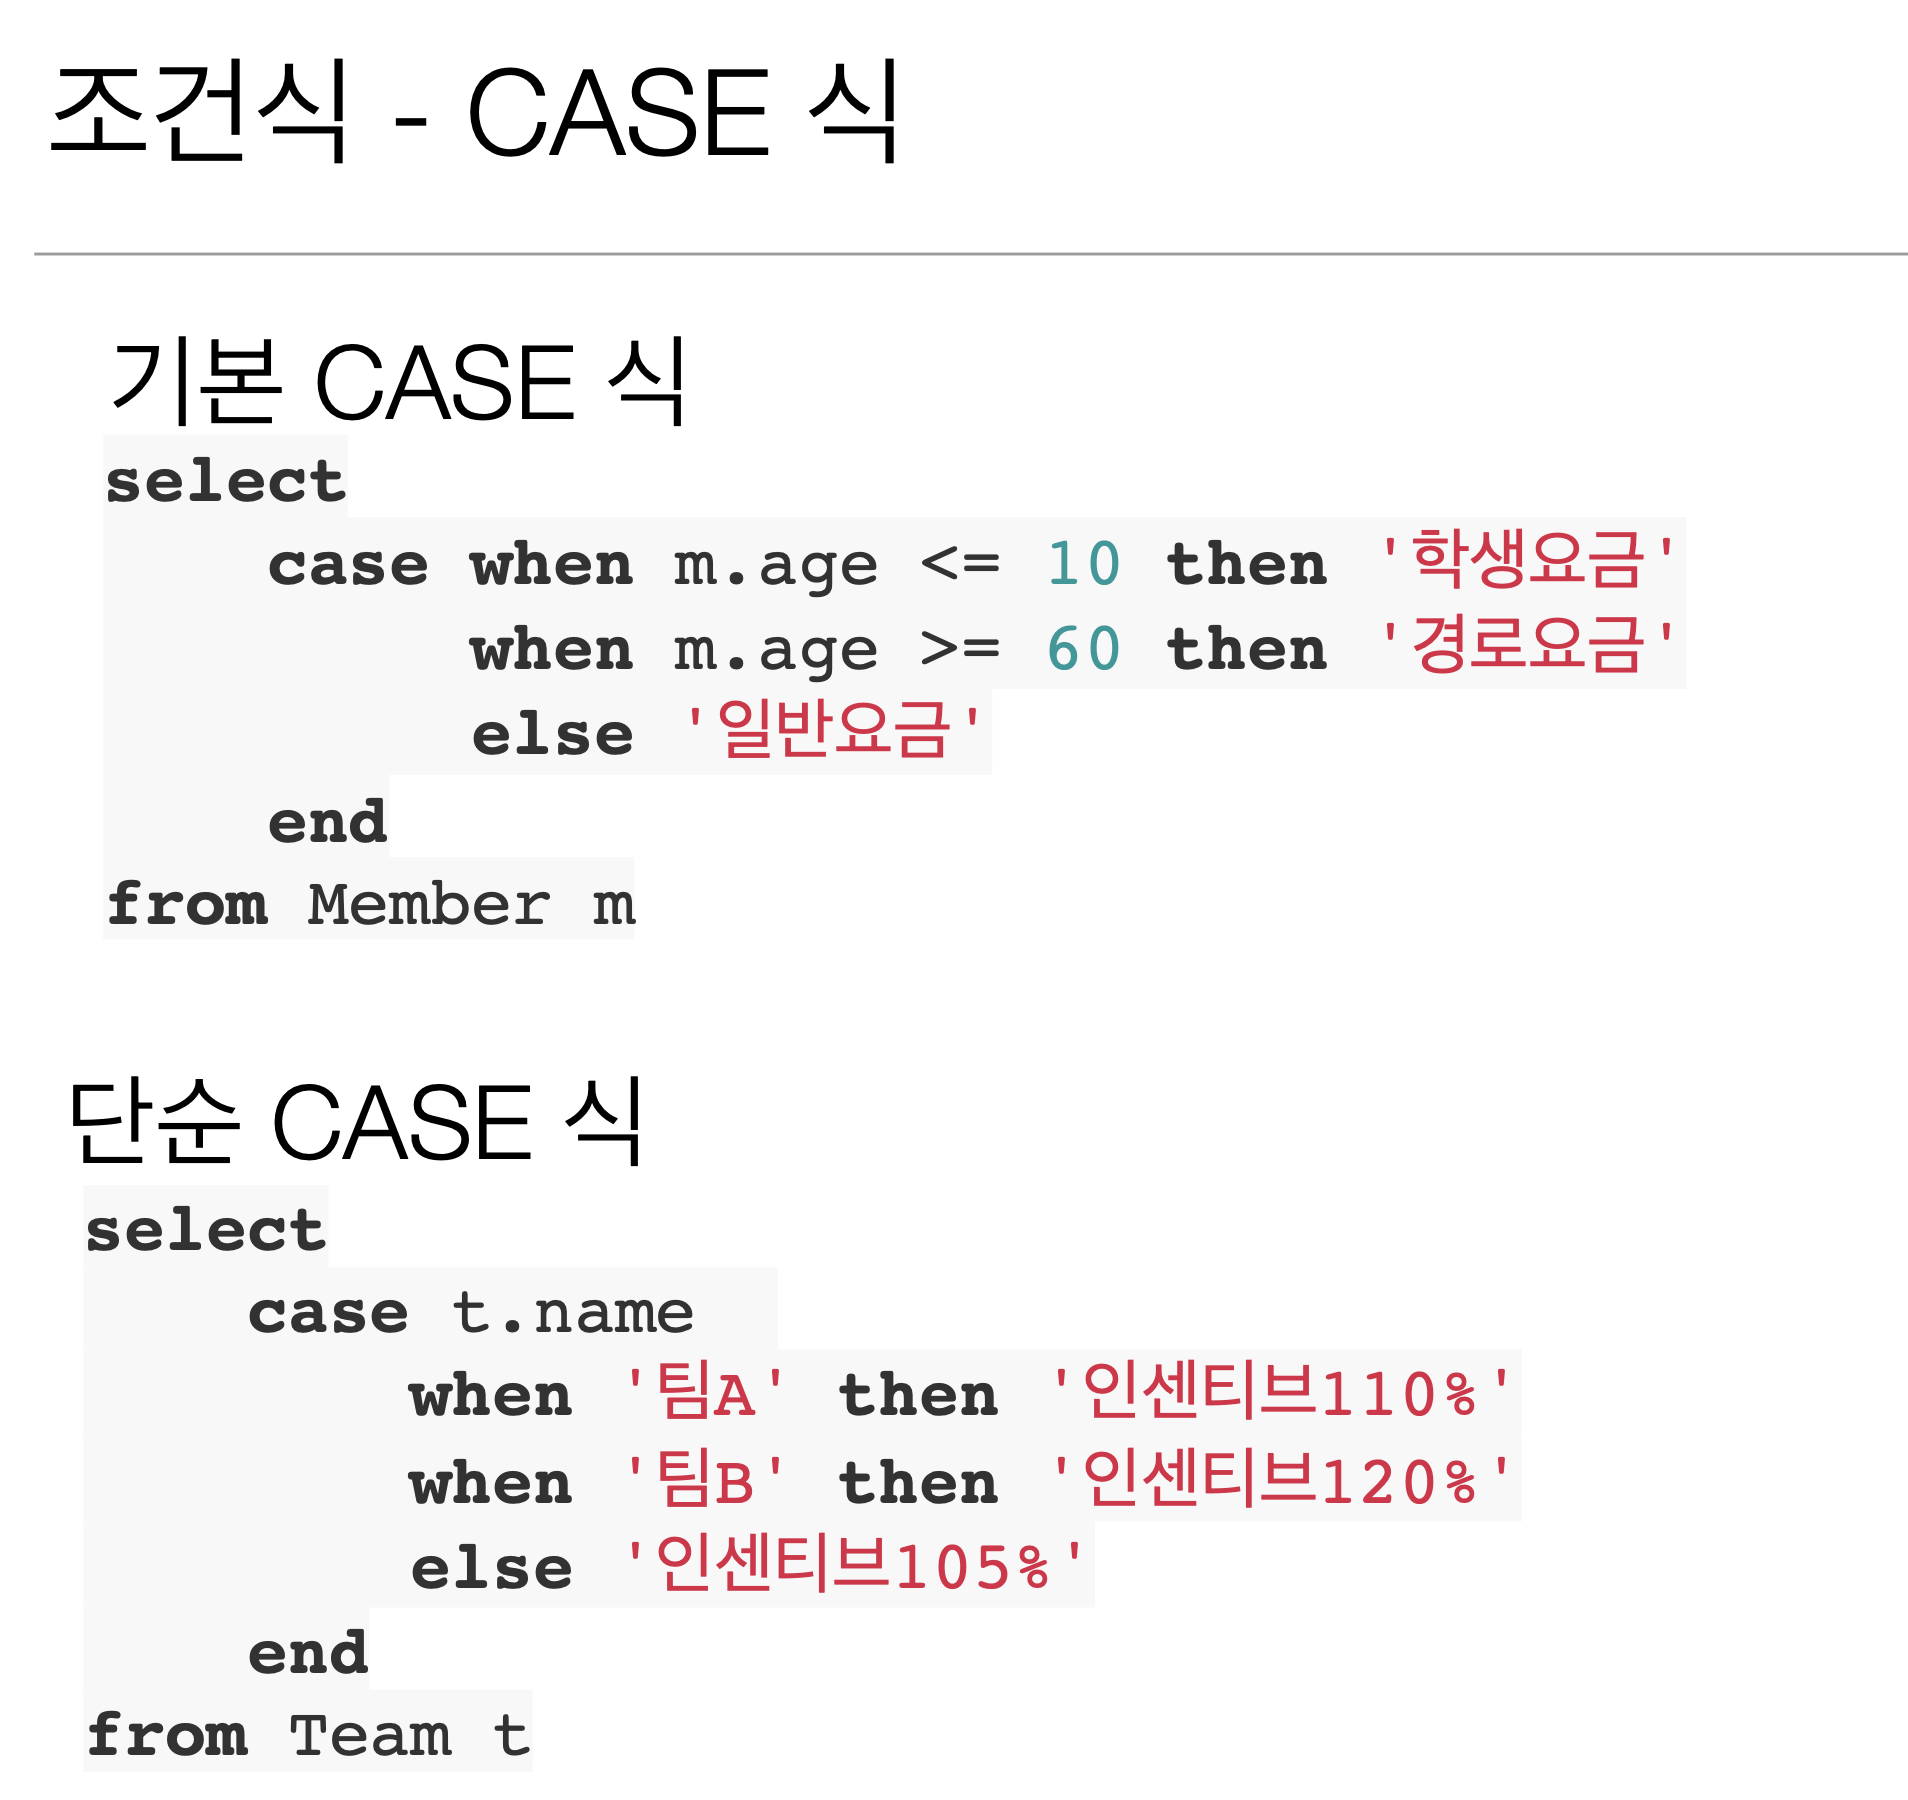 조건식 - CASE 식
기본 CASE 식
select
    case when m.age <= 10 then '학생요금'
         when m.age >= 60 then '경로요금'
         else '일반요금'
    end
from Member m
단순 CASE 식
select
    case t.name
        when '팀A' then '인센티브110%'
        when '팀B' then '인센티브120%'
        else '인센티브105%'
    end
from Team t